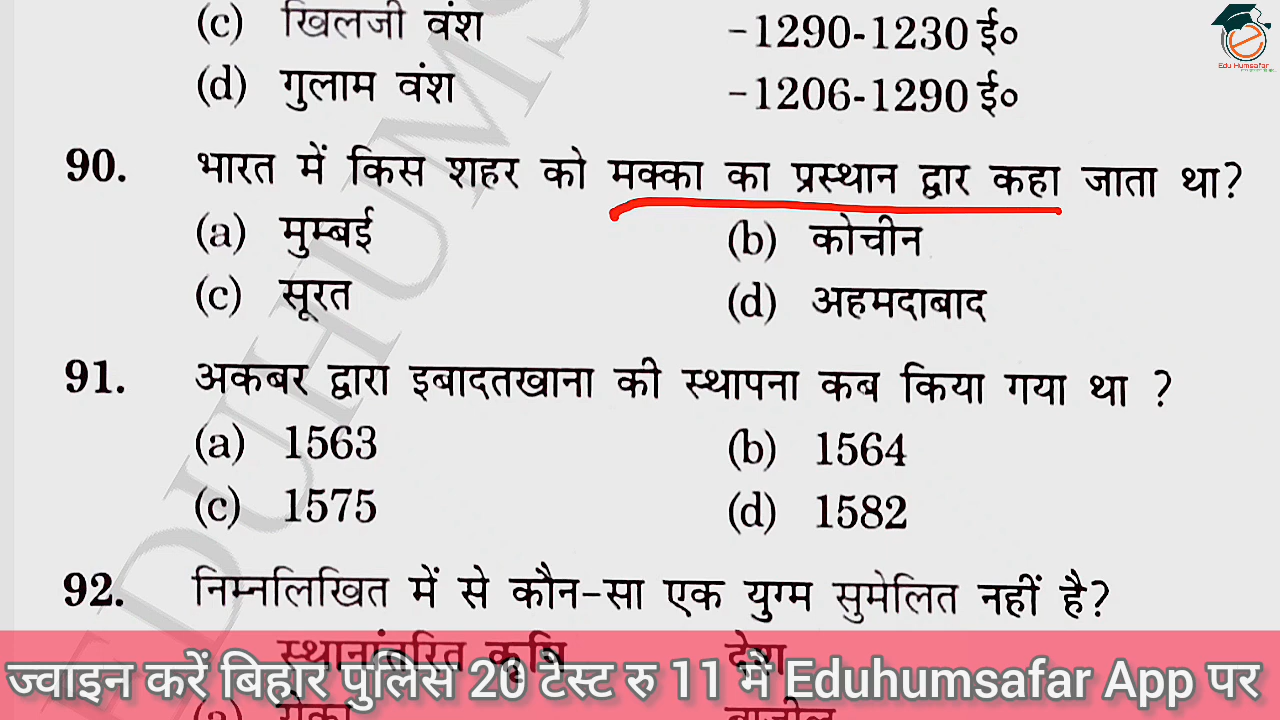 (c) खिलजी वंश -1290-1230 ई०
(d) गुलाम वंश -1206-1290 ई०
Edu Humsafar
90. भारत में किस शहर को मक्का का प्रस्थान द्वार कहा जाता था?
(a) मुम्बई (b) कोचीन
(c) सूरत (d) अहमदाबाद
91. अकबर द्वारा इबादतखाना की स्थापना कब किया गया था ?
(a) 1563 (b) 1564
(c) 1575 (d) 1582
92. निम्नलिखित में से कौन-सा एक युग्म सुमेलित नहीं है?
स्थानांतरित कृषि देश
ज्वाइन करें बिहार पुलिस 20 टेस्ट रु 11 में Eduhumsafar App पर
(a)
EDUHUMS